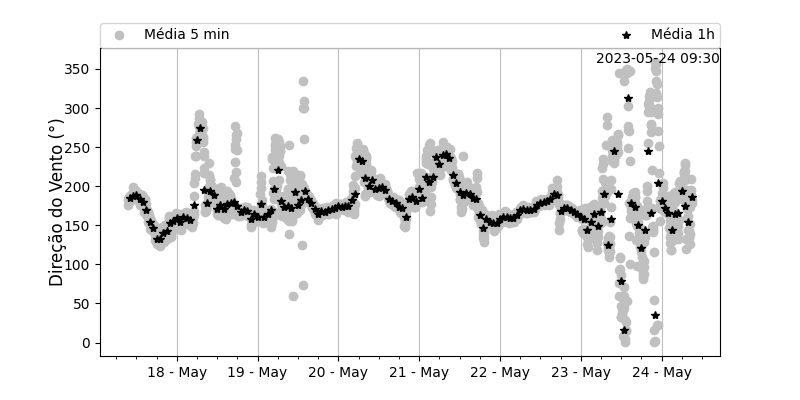 Média 5 min
Média 1h
2023-05-24 09:30
Direção do Vento (°)
350
300
250
200
150
100
50
0
18 - May
19 - May
20 - May
21 - May
22 - May
23 - May
24 - May